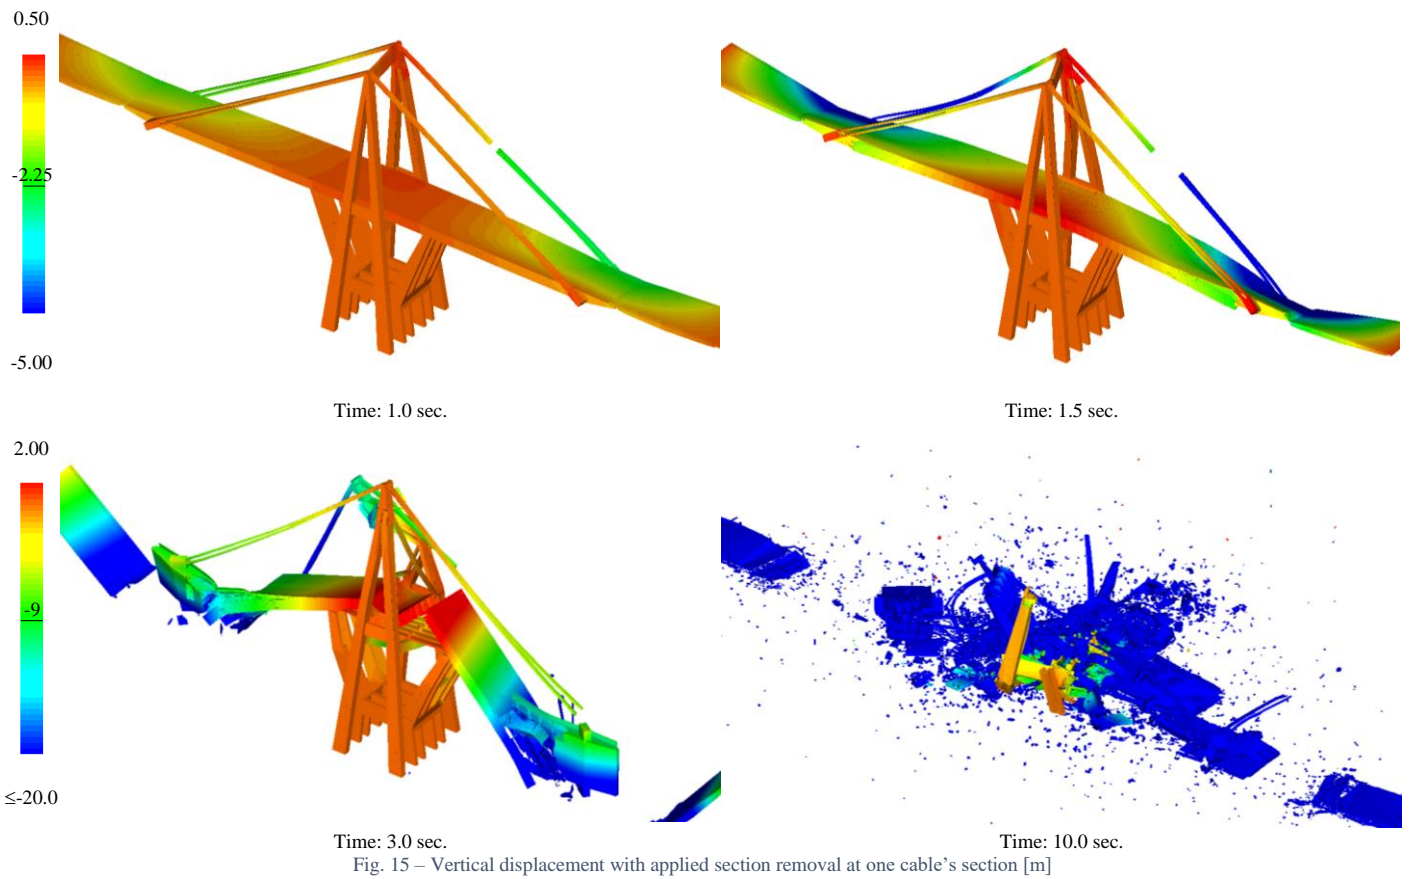 0.50
-2.25
-5.00
Time: 1.0 sec.
Time: 1.5 sec.
2.00
-9
≤-20.0
Time: 3.0 sec.
Time: 10.0 sec.
Fig. 15 – Vertical displacement with applied section removal at one cable’s section [m]